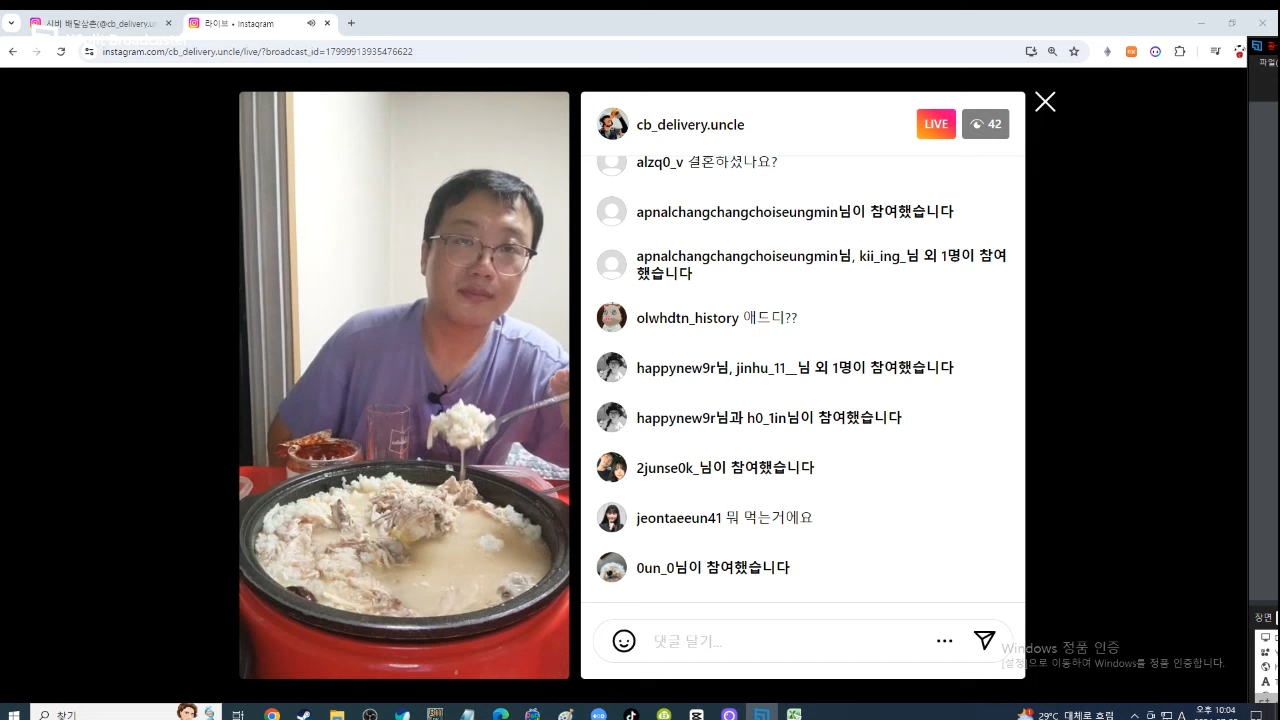 시바 배달삼촌(@cb_delivery.un
라이브 • Instagram
instagram.com/cb_delivery.uncle/live/?broadcast_id=17999913935476622
파일(
cb_delivery.uncle
LIVE
42
alzq0_v 결혼하셨나요?
apnalchangchangchoiseungmin님이 참여했습니다
apnalchangchangchoiseungmin님, kii_ing_님 외 1명이 참여
했습니다
olwhdtn_history 애드디??
happynew9r님, jinhu_11__님 외 1명이 참여했습니다
happynew9r님과 h0_1in님이 참여했습니다
2junse0k_님이 참여했습니다
jeontaeeun41 뭐 먹는거에요
0un_0님이 참여했습니다
댓글 달기...
장면
Windows 정품 인증
[설정]으로 이동하여 Windows를 정품 인증합니다.
찾기
29°C 대체로 흐림
오후 10:04